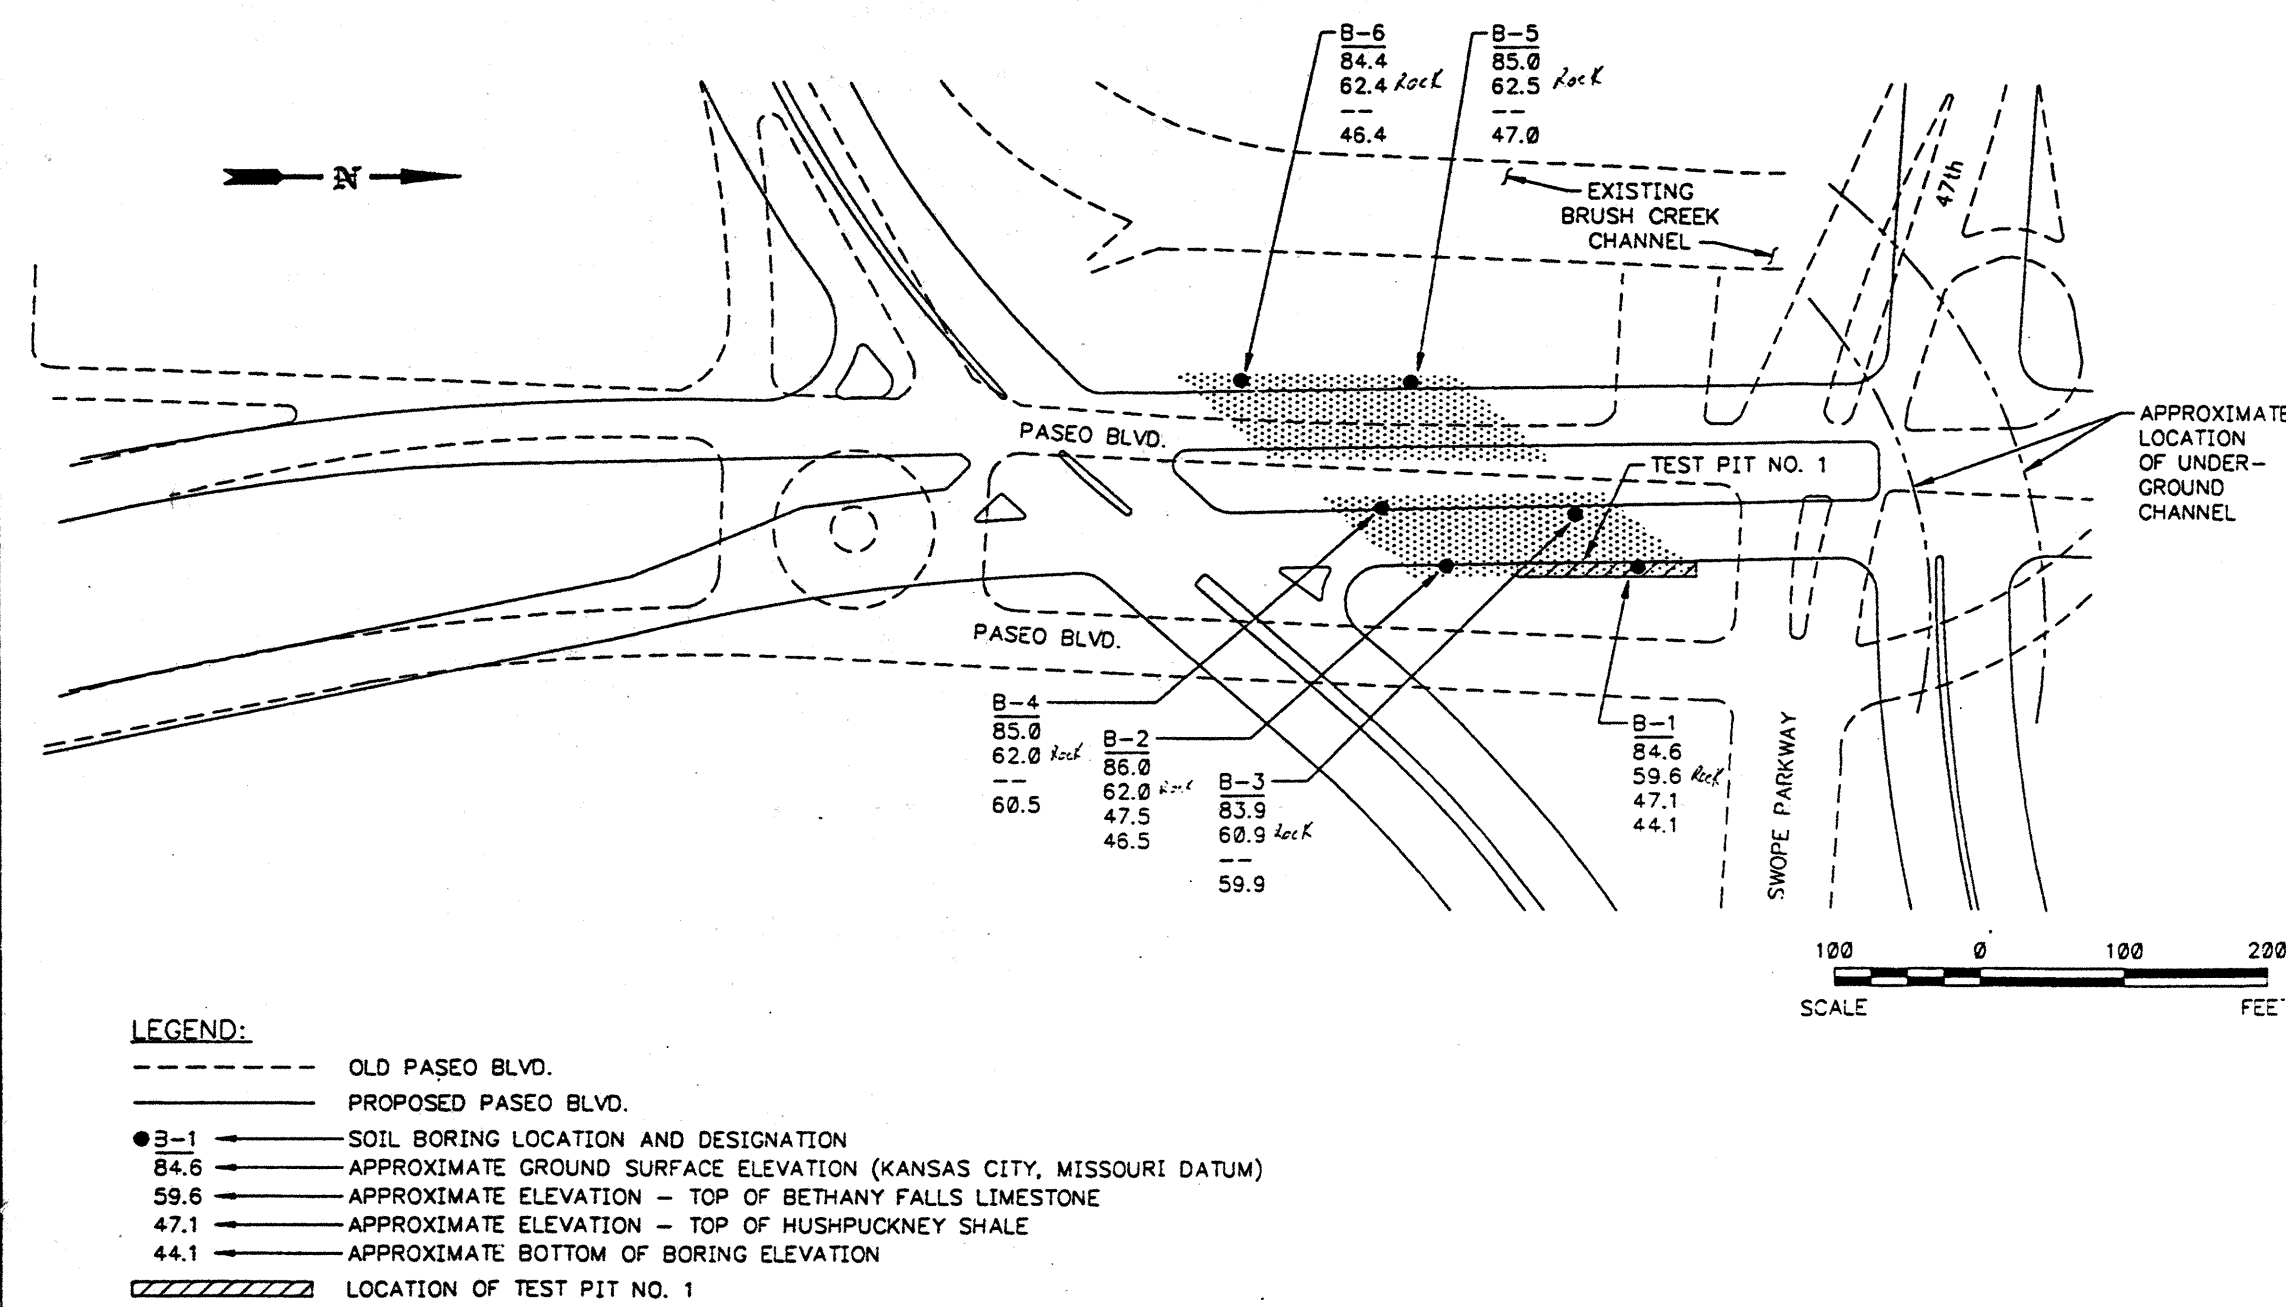 B-6
84.4
62.4 Rock
--
46.4
B-5
85.0
62.5 Rock
--
47.0
N
EXISTING
BRUSH CREEK
CHANNEL
47th
APPROXIMATE
LOCATION
OF UNDER-
GROUND
CHANNEL
PASEO BLVD.
TEST PIT NO. 1
PASEO BLVD.
B-4
85.0
62.0 Rock
--
60.5
B-2
86.0
62.0 Rock
47.5
46.5
B-3
83.9
60.9 Rock
--
59.9
B-1
84.6
59.6 Rock
47.1
44.1
SWOPE PARKWAY
100 0 100 200
SCALE FEET
LEGEND:
OLD PASEO BLVD.
PROPOSED PASEO BLVD.
B-1 SOIL BORING LOCATION AND DESIGNATION
84.6 APPROXIMATE GROUND SURFACE ELEVATION (KANSAS CITY, MISSOURI DATUM)
59.6 APPROXIMATE ELEVATION - TOP OF BETHANY FALLS LIMESTONE
47.1 APPROXIMATE ELEVATION - TOP OF HUSHPUCKNEY SHALE
44.1 APPROXIMATE BOTTOM OF BORING ELEVATION
LOCATION OF TEST PIT NO. 1